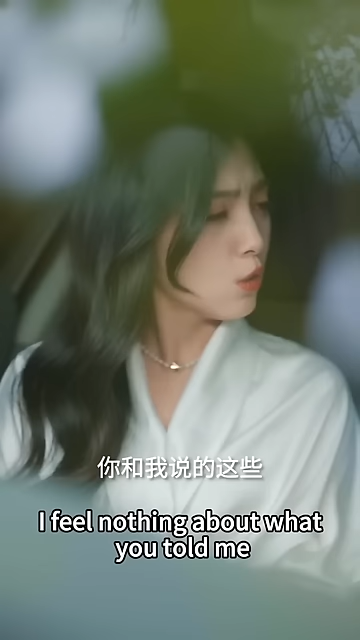 你和我说的这些
I feel nothing about what
you told me